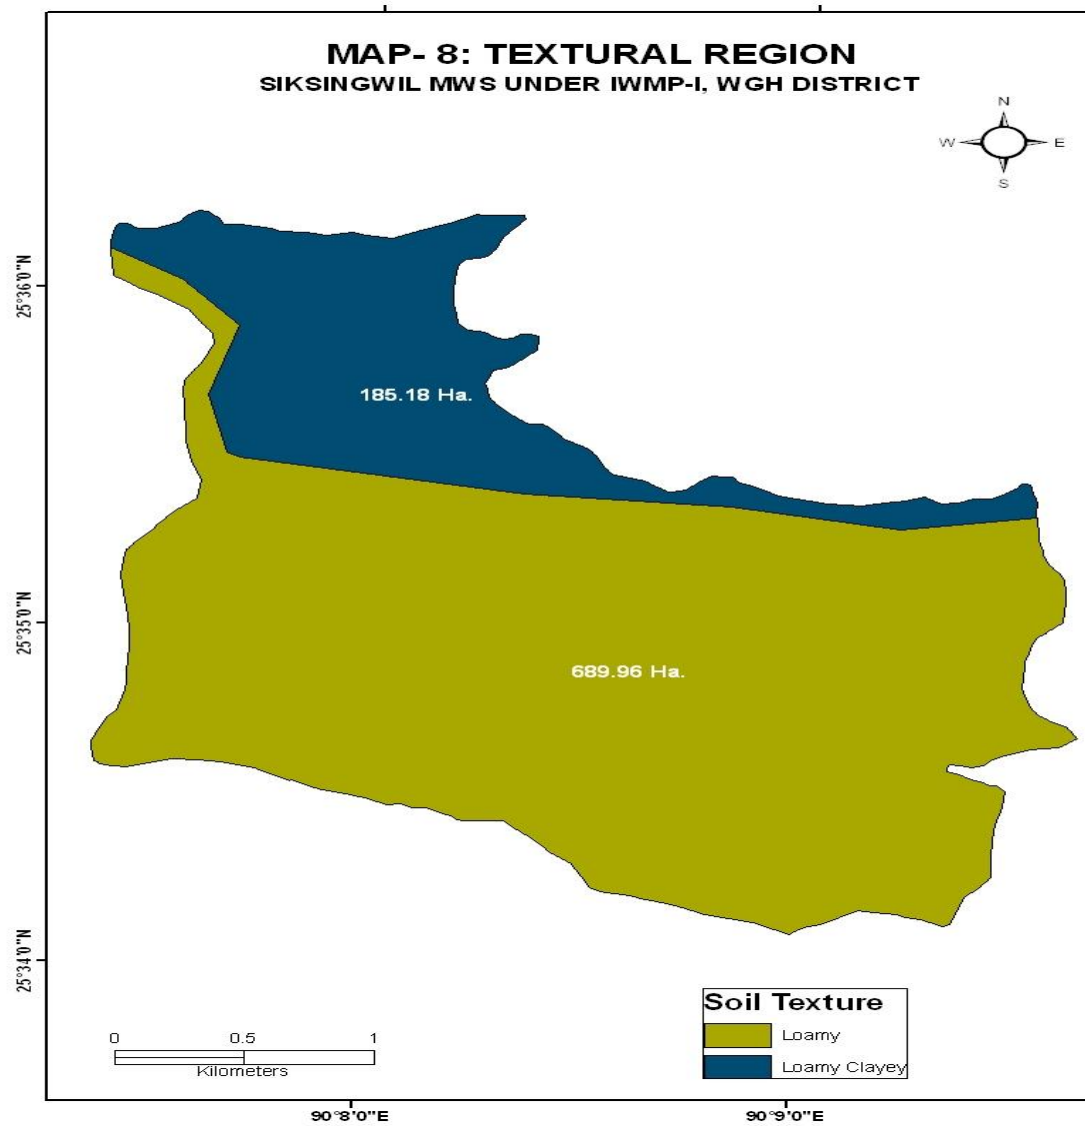 MAP- 8: TEXTURAL REGION
SIKSINGWIL MWS UNDER IWMP-I, WGH DISTRICT
N
W E
S
25°36'0"N
185.18 Ha.
25°35'0"N
689.96 Ha.
25°34'0"N
Soil Texture
Loamy
Loamy Clayey
0 0.5 1
Kilometers
90°8'0"E 90°9'0"E